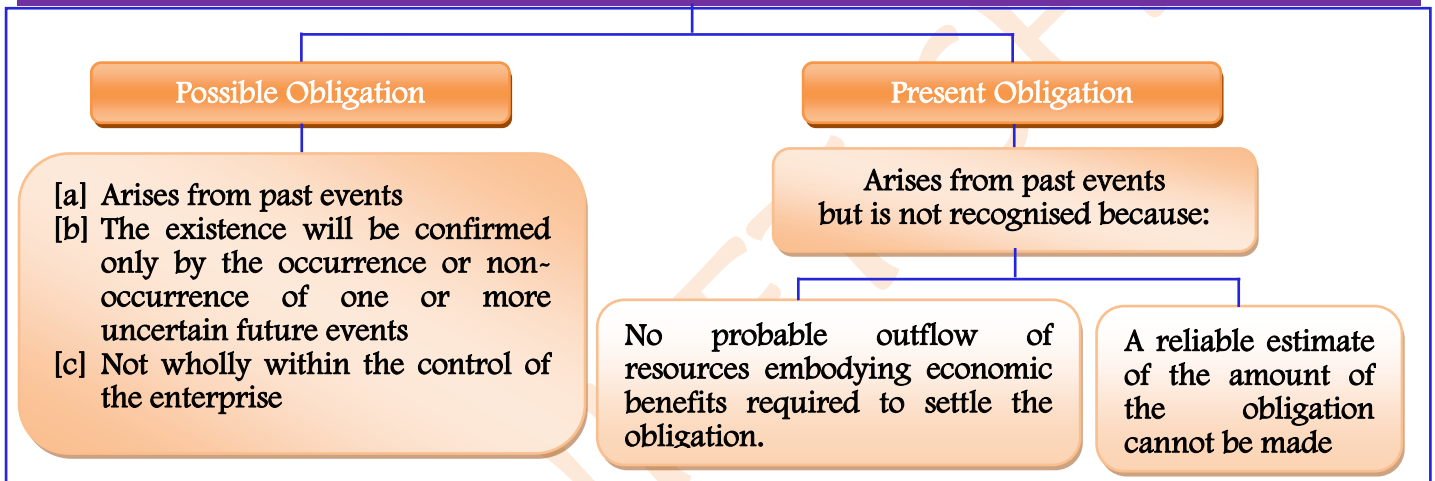 Possible Obligation
Present Obligation
[a] Arises from past events
[b] The existence will be confirmed
only by the occurrence or non-
occurrence of one or more
uncertain future events
[c] Not wholly within the control of
the enterprise
Arises from past events
but is not recognised because:
No probable outflow of
resources embodying economic
benefits required to settle the
obligation.
A reliable estimate
of the amount of
the obligation
cannot be made